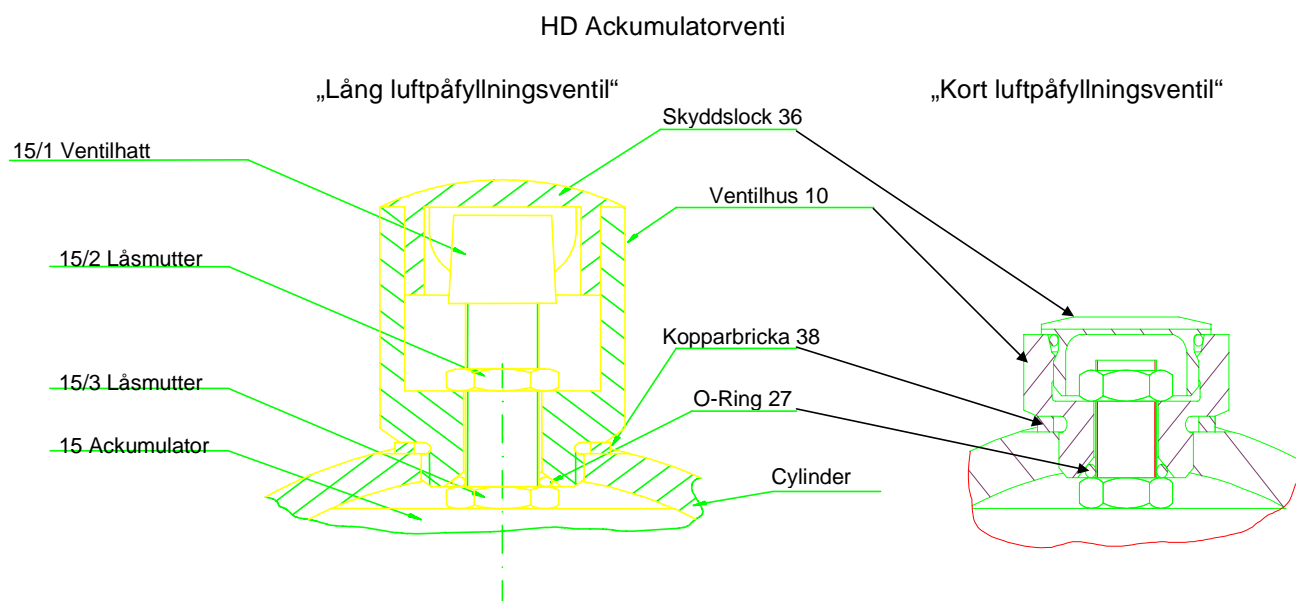 HD Ackumulatorventi
„Lång luftpåfyllningsventil“
„Kort luftpåfyllningsventil“
Skyddslock 36
15/1 Ventilhatt
Ventilhus 10
15/2 Låsmutter
Kopparbricka 38
15/3 Låsmutter
O-Ring 27
15 Ackumulator
Cylinder